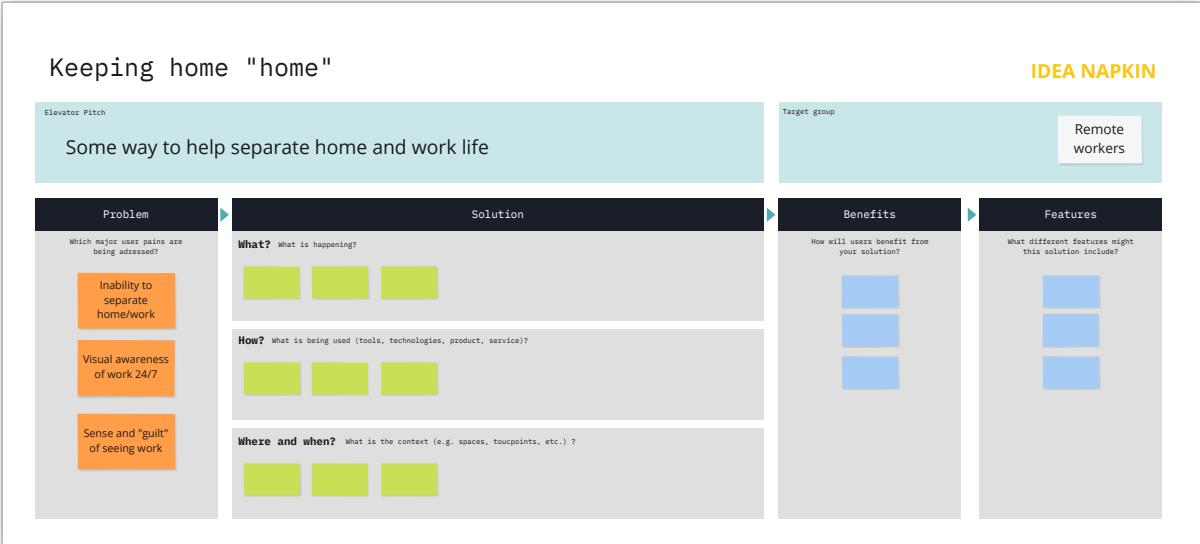 Keeping home "home"
IDEA NAPKIN
Elevator Pitch
Some way to help separate home and work life
Target group
Remote
workers
Problem
Solution
Benefits
Features
Which major user pains are
being adressed?
Inability to
separate
home/work
Visual awareness
of work 24/7
Sense and "guilt"
of seeing work
What? What is happening?
How? What is being used (tools, technologies, product, service)?
Where and when? What is the context (e.g. spaces, toucpoints, etc.) ?
How will users benefit from
your solution?
What different features might
this solution include?